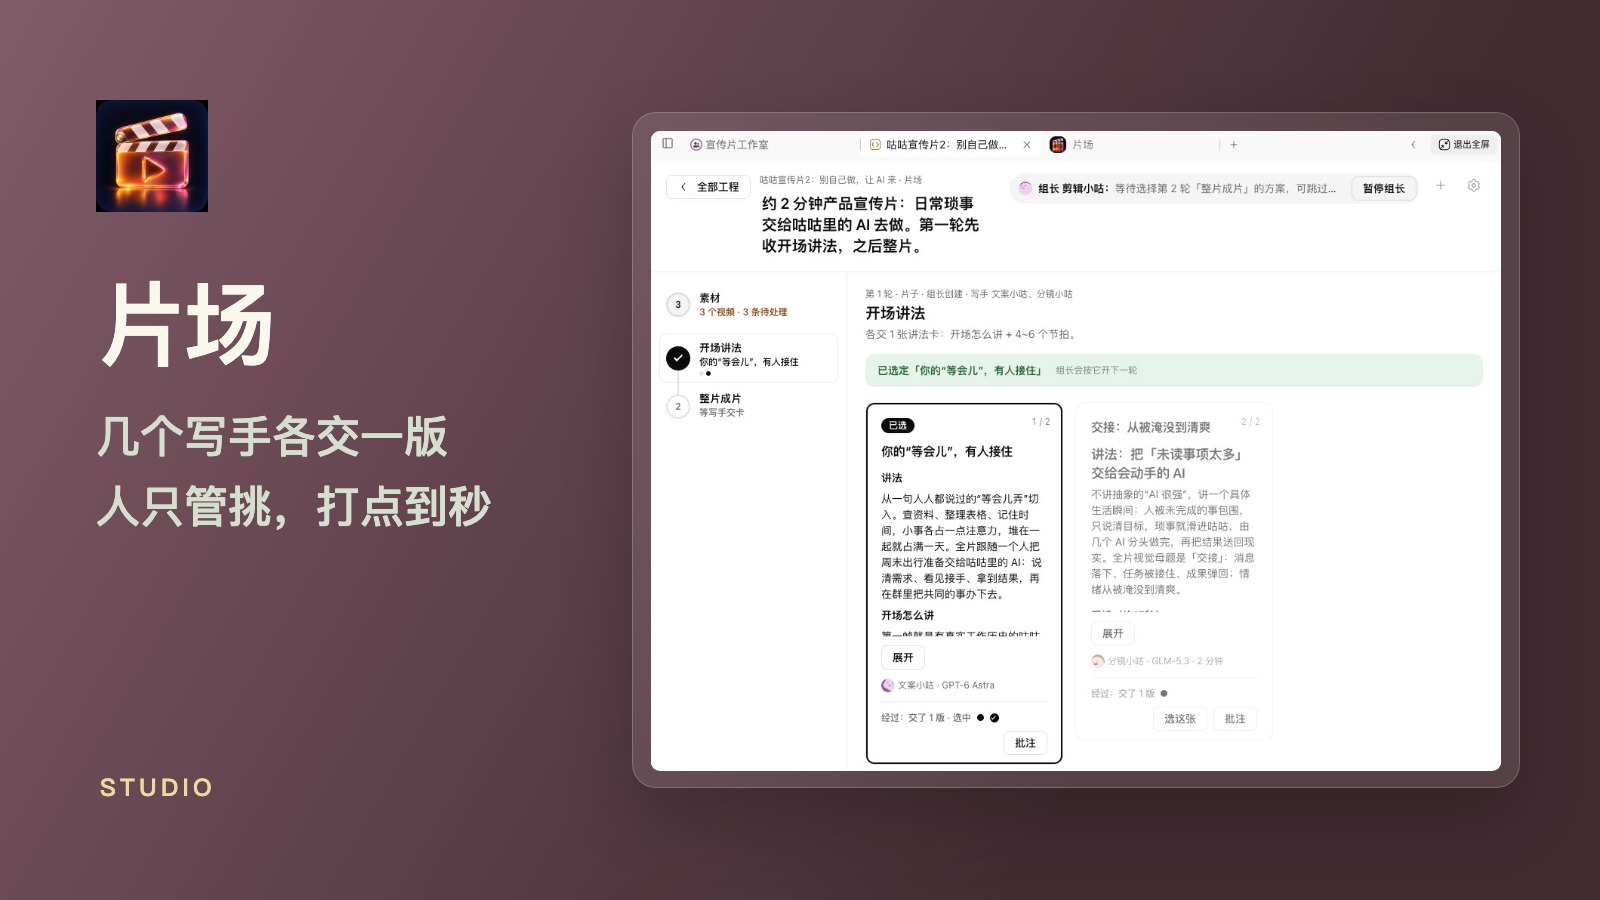 片场
几个写手各交一版
人只管挑，打点到秒
STUDIO
宣传片工作室
咕咕宣传片2：别自己做...
片场
退出全屏
全部工程
咕咕宣传片2：别自己做，让 AI 来 · 片场
约 2 分钟产品宣传片：日常琐事
交给咕咕里的 AI 去做。第一轮先
收开场讲法，之后整片。
组长 剪辑小咕：等待选择第 2 轮「整片成片」的方案，可跳过...
暂停组长
3
素材
3 个视频 · 3 条待处理
开场讲法
你的“等会儿”，有人接住
2
整片成片
等写手交卡
第 1 轮 · 片子 · 组长创建 · 写手 文案小咕、分镜小咕
开场讲法
各交 1 张讲法卡：开场怎么讲 + 4~6 个节拍。
已选定「你的“等会儿”，有人接住」 组长会按它开下一轮
已选
1 / 2
你的“等会儿”，有人接住
讲法
从一句人人都说过的“等会儿弄”切
入。查资料、整理表格、记住时
间，小事各占一点注意力，堆在一
起就占满一天。全片跟随一个人把
周末出行准备交给咕咕里的 AI：说
清需求、看见接手、拿到结果，再
在群里把共同的事办下去。
开场怎么讲
展开
文案小咕 · GPT-6 Astra
经过：交了 1 版 · 选中
批注
交接：从被淹没到清爽
2 / 2
讲法：把「未读事项太多」
交给会动手的 AI
不讲抽象的“AI 很强”，讲一个具体
生活瞬间：人被未完成的事包围，
只说清目标，琐事就滑进咕咕，由
几个 AI 分头做完，再把结果送回现
实。全片视觉母题是「交接」：消息
落下、任务被接住、成果弹回；情
绪从被淹没到清爽。
展开
分镜小咕 · GLM-5.3 · 2 分钟
经过：交了 1 版
选这张
批注